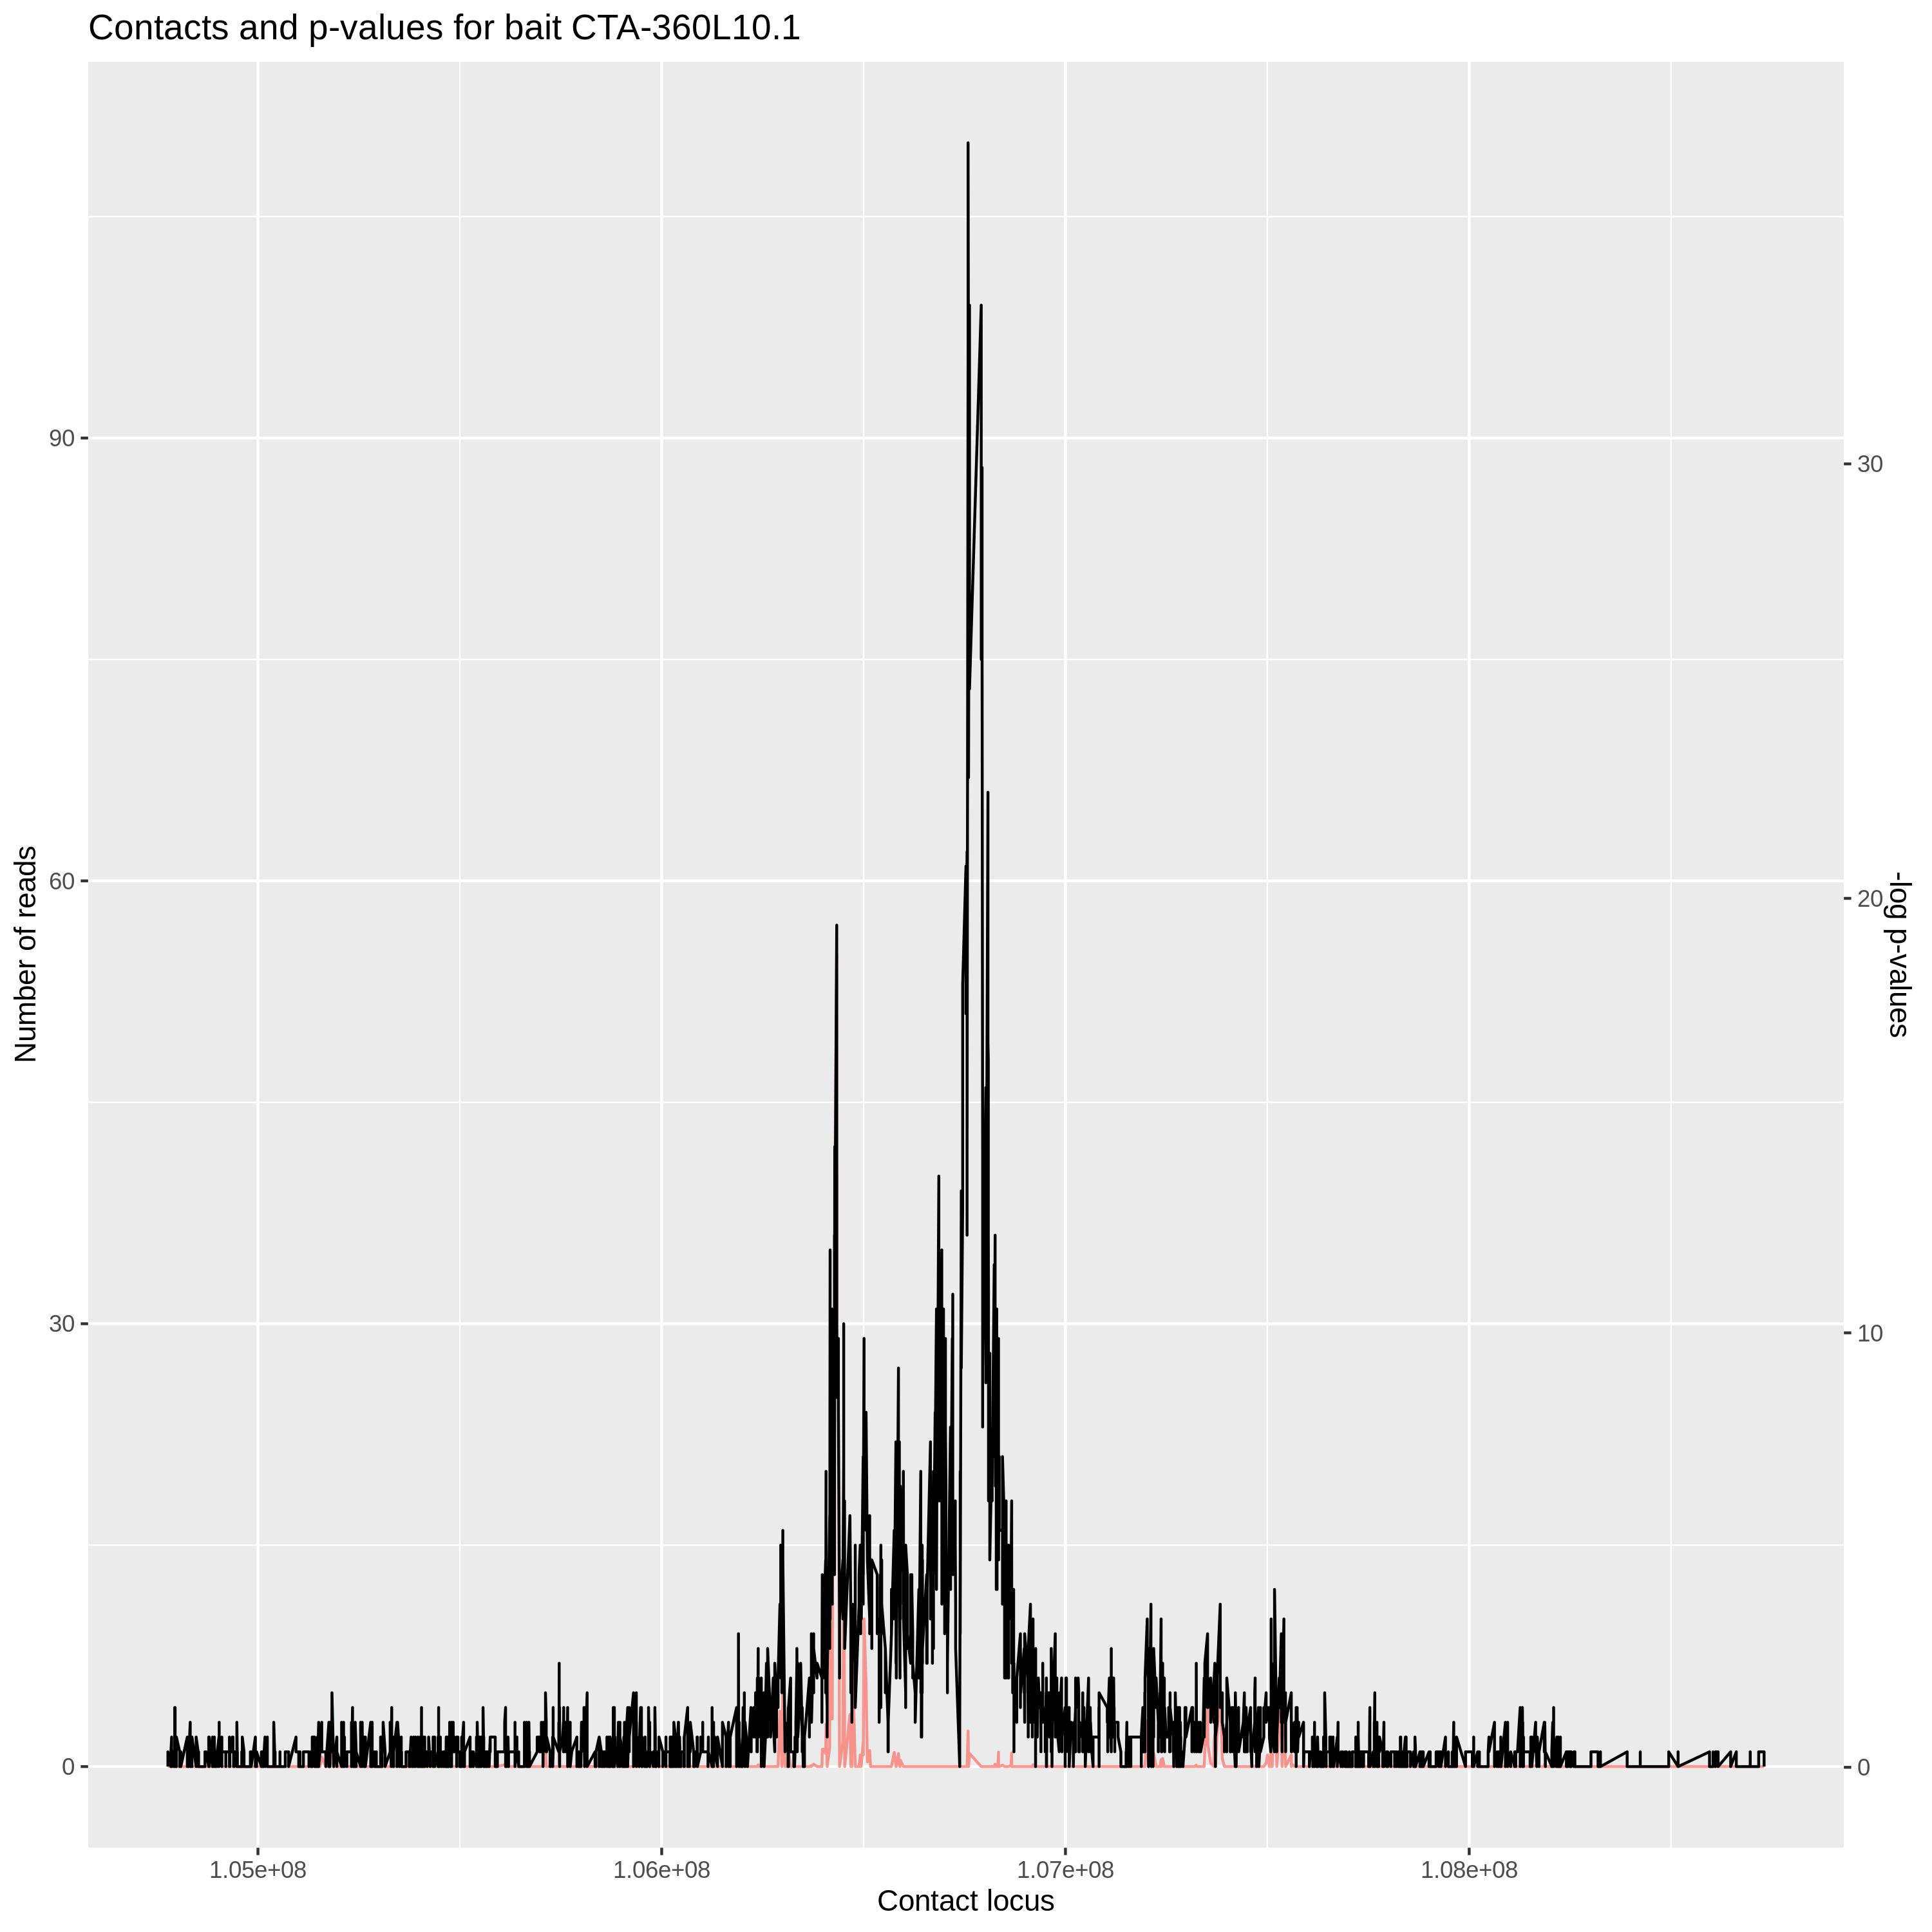 Contacts and p-values for bait CTA-360L10.1
90
60
30
0
Number of reads
30
20
10
0
-log p-values
1.05e+08
1.06e+08
1.07e+08
1.08e+08
Contact locus